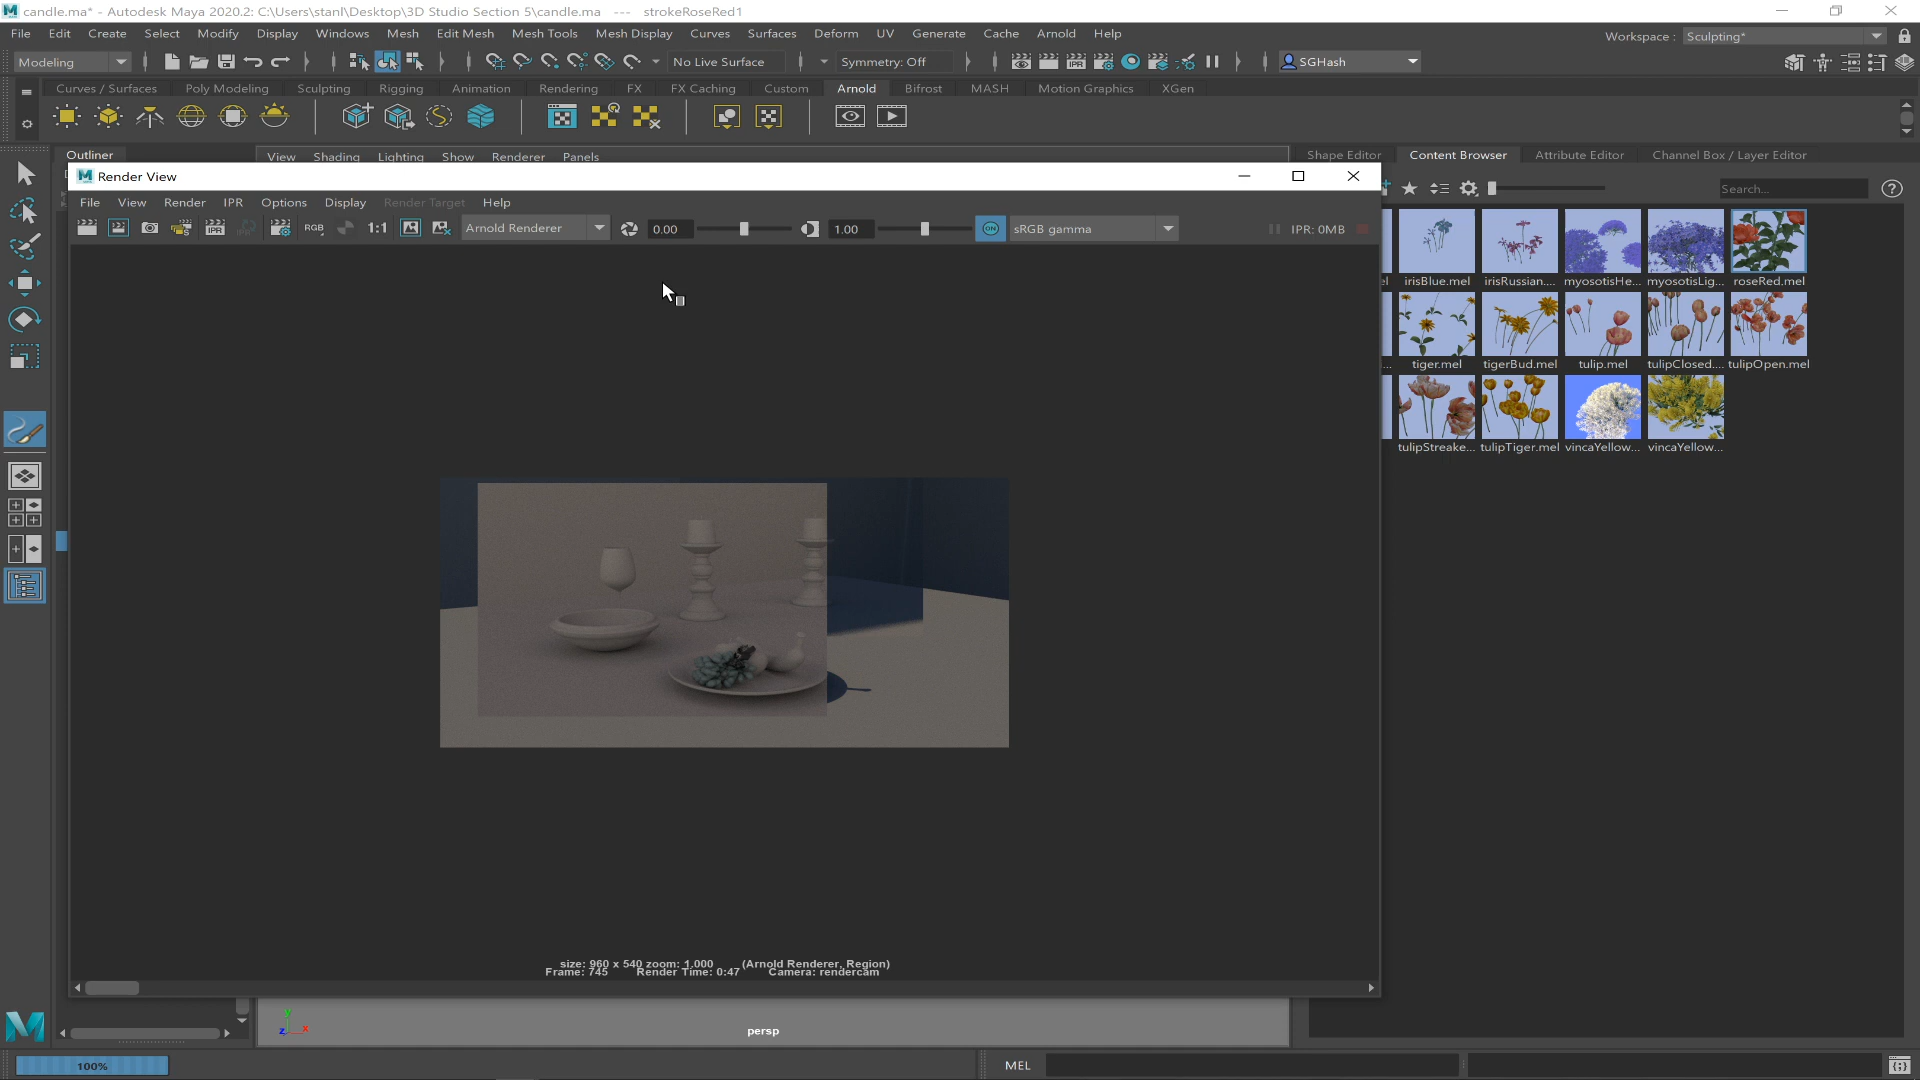 candle.ma* - Autodesk Maya 2020.2: C:\Users\stanl\Desktop\3D Studio Section 5\candle.ma --- strokeRoseRed1
File Edit Create Select Modify Display Windows Mesh Edit Mesh Mesh Tools Mesh Display Curves Surfaces Deform UV Generate Cache Arnold Help
Workspace : Sculpting*
Modeling
No Live Surface
Symmetry: Off
SGHash
Curves / Surfaces Poly Modeling Sculpting Rigging Animation Rendering FX FX Caching Custom Arnold Bifrost MASH Motion Graphics XGen
Outliner
View Shading Lighting Show Renderer Panels
Shape Editor Content Browser Attribute Editor Channel Box / Layer Editor
Render View
Search...
File View Render IPR Options Display Render Target Help
IPR RGB 1:1 Arnold Renderer 0.00 1.00 ON sRGB gamma IPR: 0MB
irisBlue.mel irisRussian.... myosotisHe... myosotisLig... roseRed.mel
tiger.mel tigerBud.mel tulip.mel tulipClosed.... tulipOpen.mel
tulipStreake... tulipTiger.mel vincaYellow... vincaYellow...
size: 960 x 540 zoom: 1.000 (Arnold Renderer, Region)
Frame: 745 Render Time: 0:47 Camera: rendercam
y
z x
persp
100%
MEL